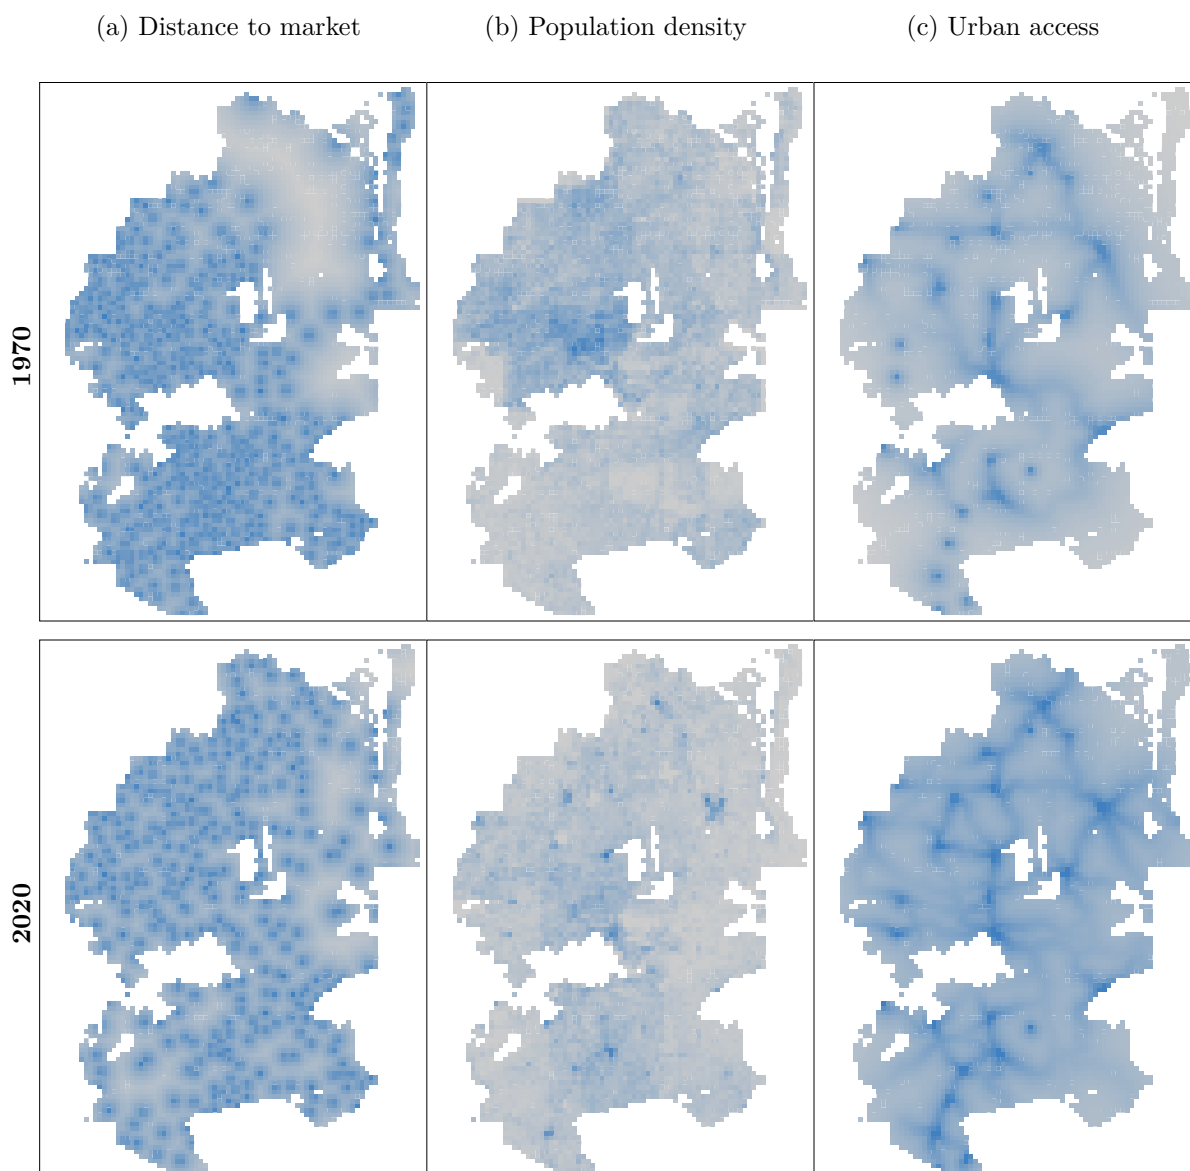 (a) Distance to market
(b) Population density
(c) Urban access
1970
2020